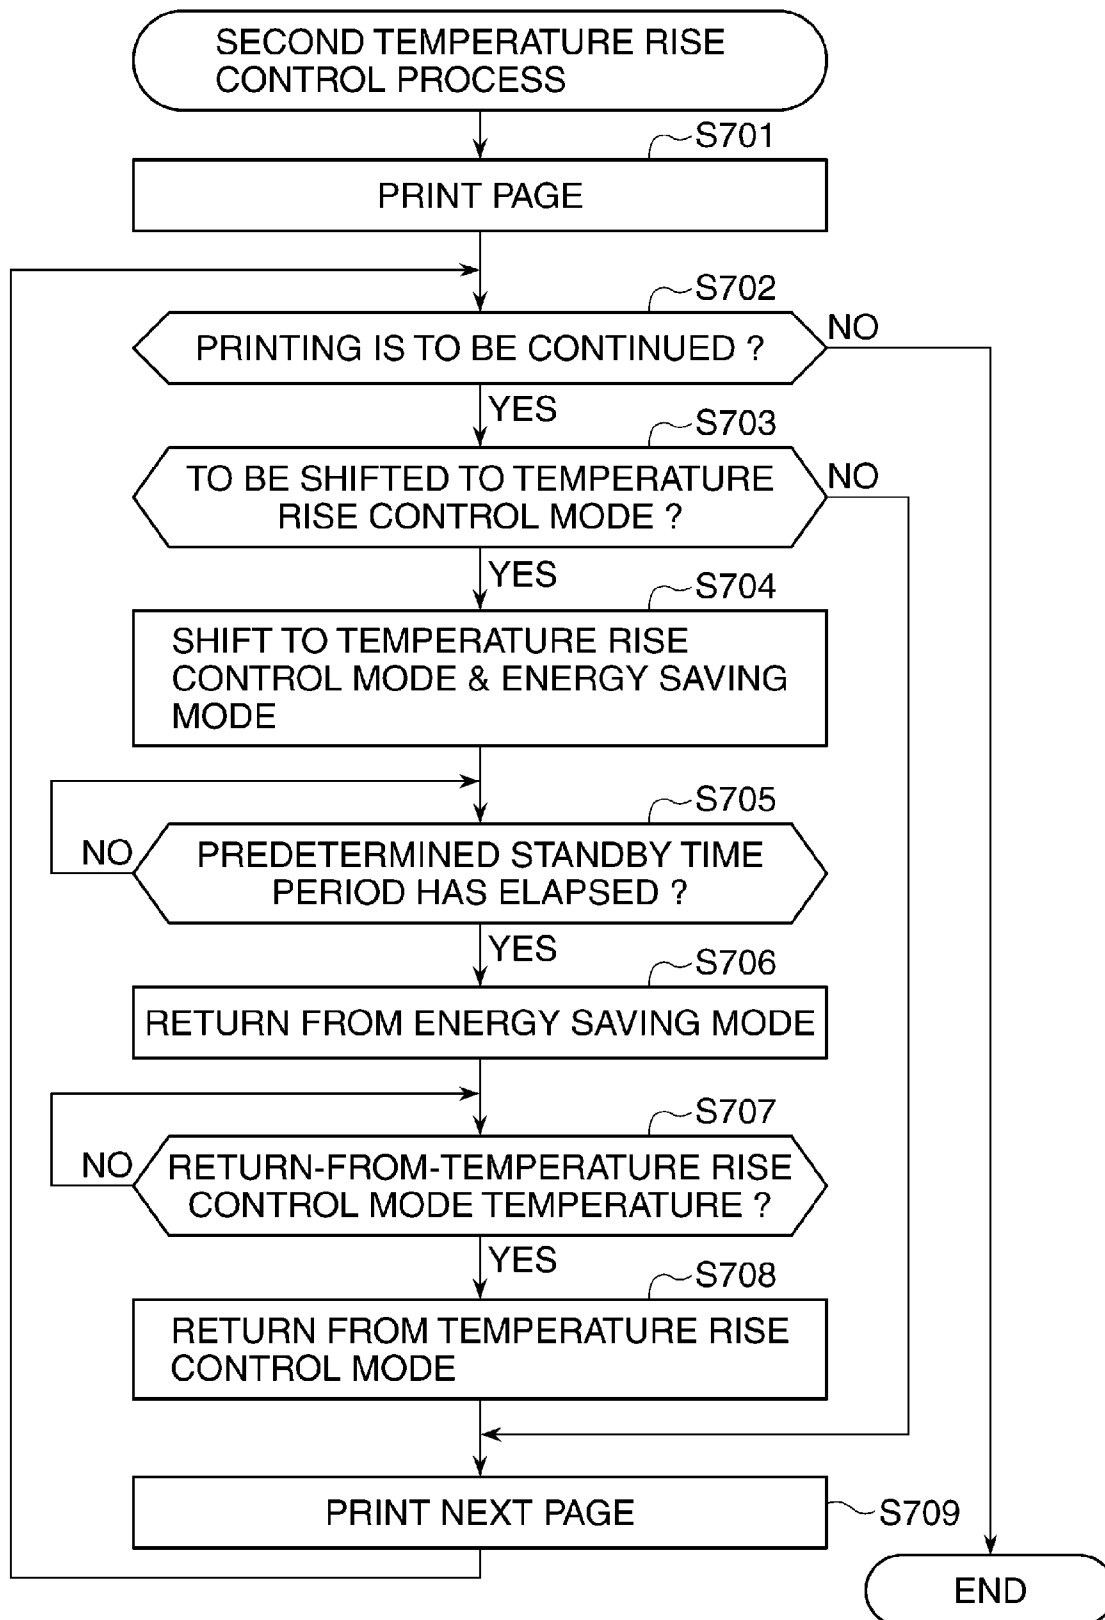 SECOND TEMPERATURE RISE
CONTROL PROCESS
S701
PRINT PAGE
S702
PRINTING IS TO BE CONTINUED ?
NO
YES
S703
TO BE SHIFTED TO TEMPERATURE
RISE CONTROL MODE ?
NO
YES
S704
SHIFT TO TEMPERATURE RISE
CONTROL MODE & ENERGY SAVING
MODE
S705
NO
PREDETERMINED STANDBY TIME
PERIOD HAS ELAPSED ?
YES
S706
RETURN FROM ENERGY SAVING MODE
S707
NO
RETURN-FROM-TEMPERATURE RISE
CONTROL MODE TEMPERATURE ?
YES
S708
RETURN FROM TEMPERATURE RISE
CONTROL MODE
PRINT NEXT PAGE
S709
END